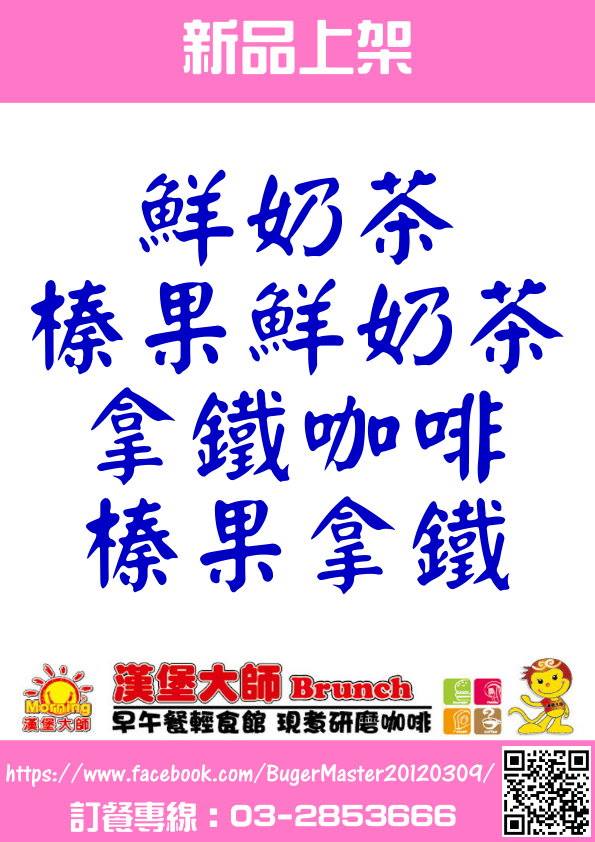 新品上架
鮮奶茶
榛果鮮奶茶
拿鐵咖啡
榛果拿鐵
Morning
漢堡大師
漢堡大師 Brunch
早午餐輕食館 現煮研磨咖啡
https://www.facebook.com/BugerMaster20120309/
訂餐專線：03-2853666